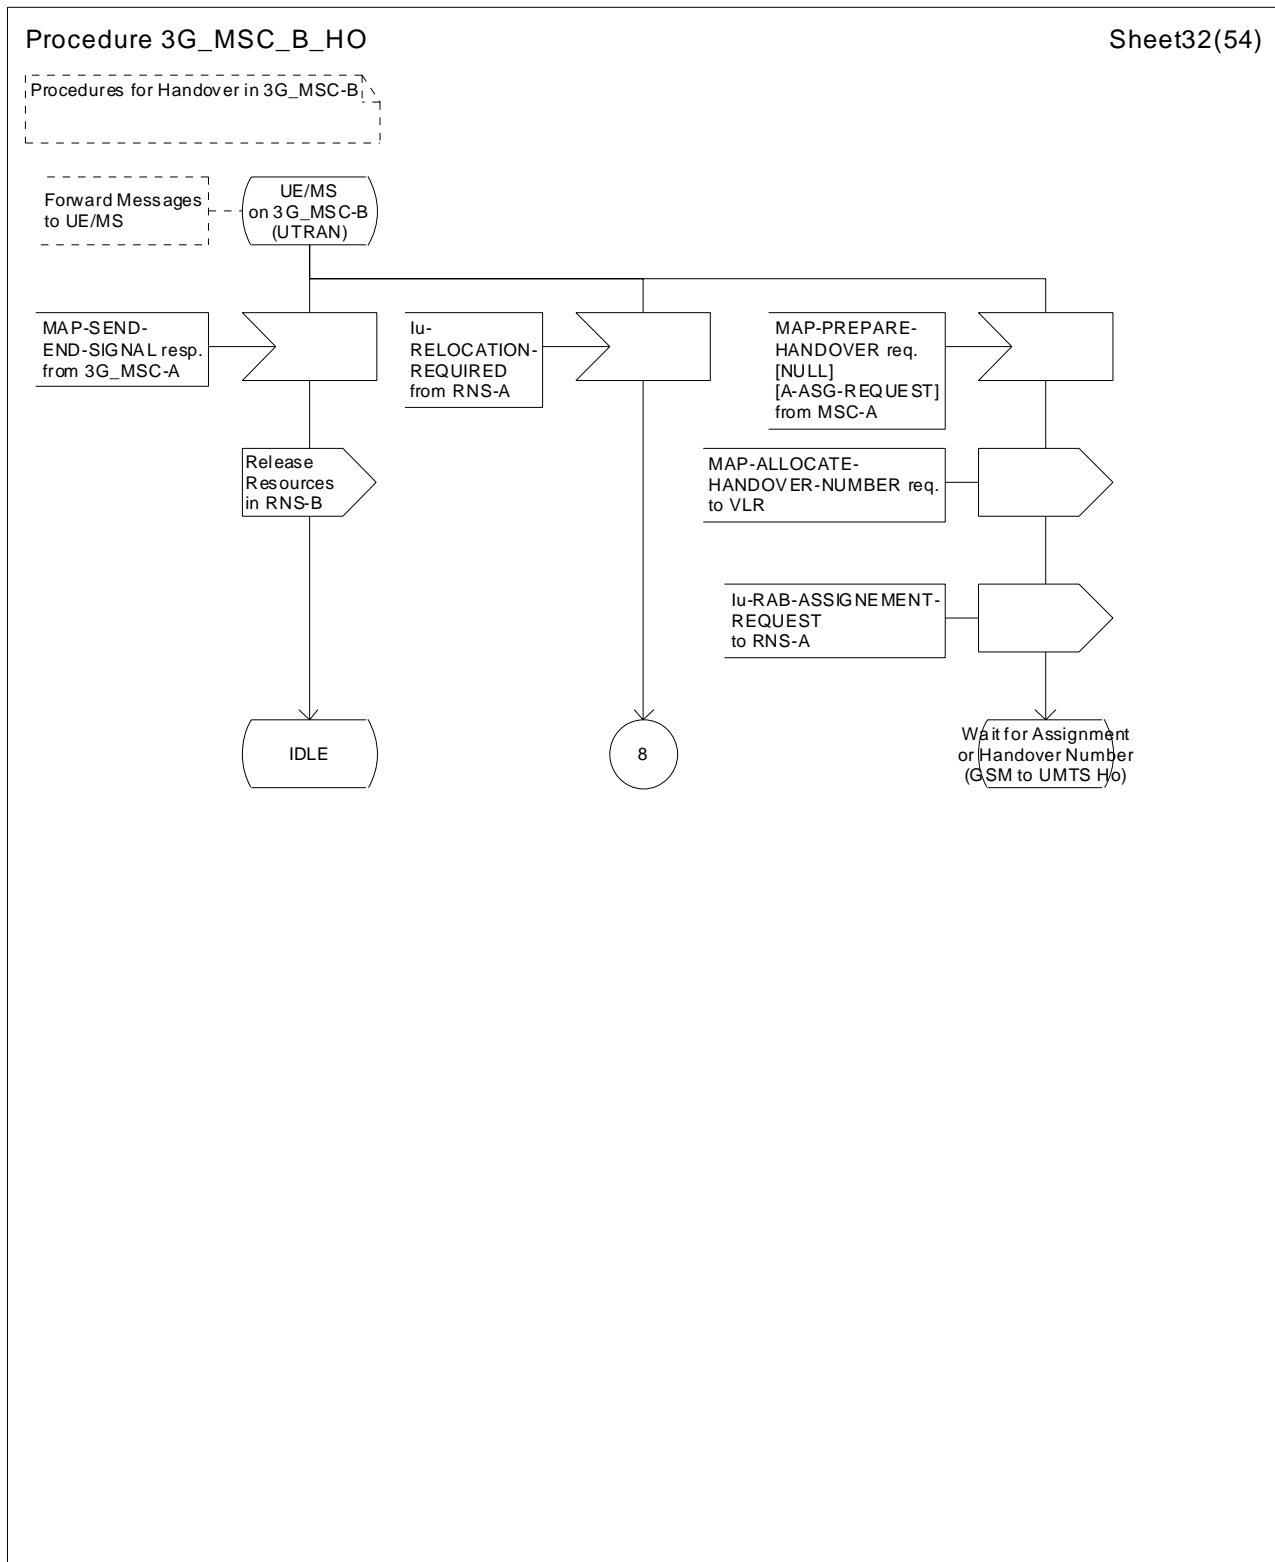 Procedure 3G_MSC_B_HO
Sheet32(54)
Procedures for Handover in 3G_MSC-B
Forward Messages
to UE/MS
UE/MS
on 3G_MSC-B
(UTRAN)
MAP-SEND-
END-SIGNAL resp.
from 3G_MSC-A
Iu-
RELOCATION-
REQUIRED
from RNS-A
MAP-PREPARE-
HANDOVER req.
[NULL]
[A-ASG-REQUEST]
from MSC-A
Release
Resources
in RNS-B
MAP-ALLOCATE-
HANDOVER-NUMBER req.
to VLR
Iu-RAB-ASSIGNEMENT-
REQUEST
to RNS-A
IDLE
8
Wait for Assignment
or Handover Number
(GSM to UMTS Ho)